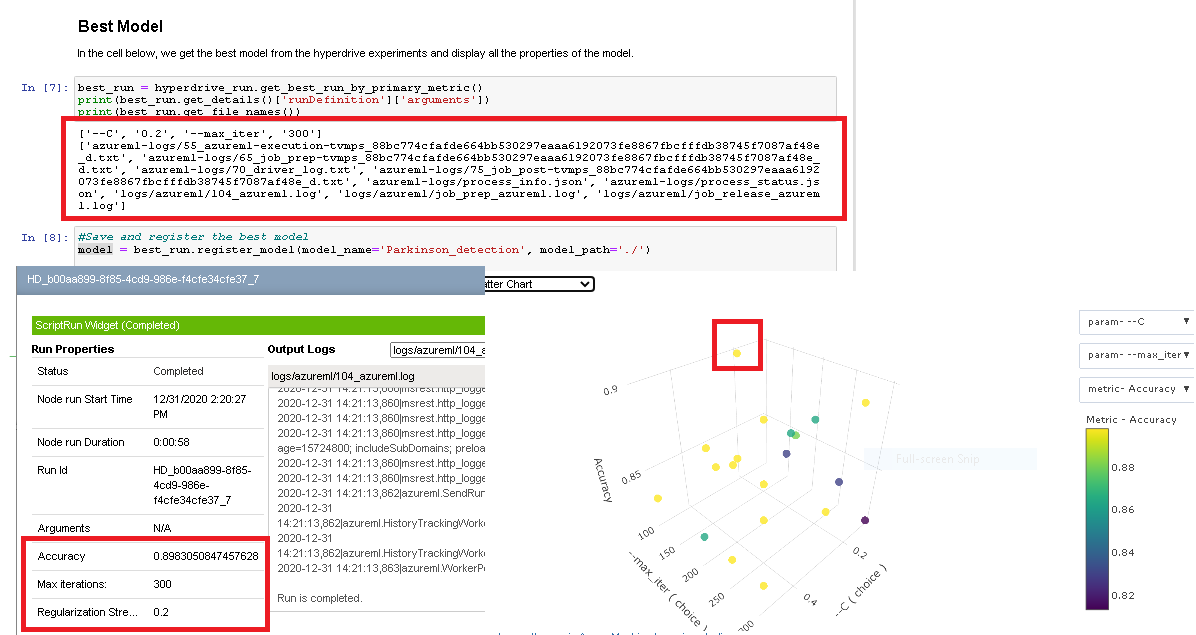 Best Model
In the cell below, we get the best model from the hyperdrive experiments and display all the properties of the model.
In [7]:
best_run = hyperdrive_run.get_best_run_by_primary_metric()
print(best_run.get_details()['runDefinition']['arguments'])
print(best_run.get_file_names())
['--C', '0.2', '--max_iter', '300']
['azureml-logs/55_azureml-execution-tvmps_88bc774cfafde664bb530297eaaa6192073fe8867fbcfffdb38745f7087af48e
_d.txt', 'azureml-logs/65_job_prep-tvmps_88bc774cfafde664bb530297eaaa6192073fe8867fbcfffdb38745f7087af48e_
d.txt', 'azureml-logs/70_driver_log.txt', 'azureml-logs/75_job_post-tvmps_88bc774cfafde664bb530297eaaa6192
073fe8867fbcfffdb38745f7087af48e_d.txt', 'azureml-logs/process_info.json', 'azureml-logs/process_status.js
on', 'logs/azureml/104_azureml.log', 'logs/azureml/job_prep_azureml.log', 'logs/azureml/job_release_azurem
l.log']
In [8]:
#Save and register the best model
model = best_run.register_model(model_name='Parkinson_detection', model_path='./')
HD_b00aa899-8f85-4cd9-986e-f4cfe34cfe37_7
ScriptRun Widget (Completed)
Run Properties
Status Completed
Node run Start Time 12/31/2020 2:20:27
PM
Node run Duration 0:00:58
Run Id HD_b00aa899-8f85-
4cd9-986e-
f4cfe34cfe37_7
Arguments N/A
Accuracy 0.8983050847457628
Max iterations: 300
Regularization Stre... 0.2
Output Logs
logs/azureml/104_a
logs/azureml/104_azureml.log
2020-12-31 14:21:13,860|msrest.http_logge
2020-12-31 14:21:13,860|msrest.http_logge
2020-12-31 14:21:13,860|msrest.http_logge
2020-12-31 14:21:13,860|msrest.http_logge
age=15724800; includeSubDomains; preloa
2020-12-31 14:21:13,860|msrest.http_logge
2020-12-31 14:21:13,860|msrest.http_logge
2020-12-31 14:21:13,862|azureml.SendRun
2020-12-31
14:21:13,862|azureml.HistoryTrackingWorke
2020-12-31
14:21:13,862|azureml.HistoryTrackingWorke
2020-12-31 14:21:13,863|azureml.WorkerPo
Run is completed.
tter Chart
param- --C
param- --max_iter
metric- Accuracy
Metric - Accuracy
0.88
0.86
0.84
0.82
0.9
0.85
Accuracy
100
150
200
250
300
--max_iter ( choice )
0.2
0.4
--C ( choice )
Full-screen Snip